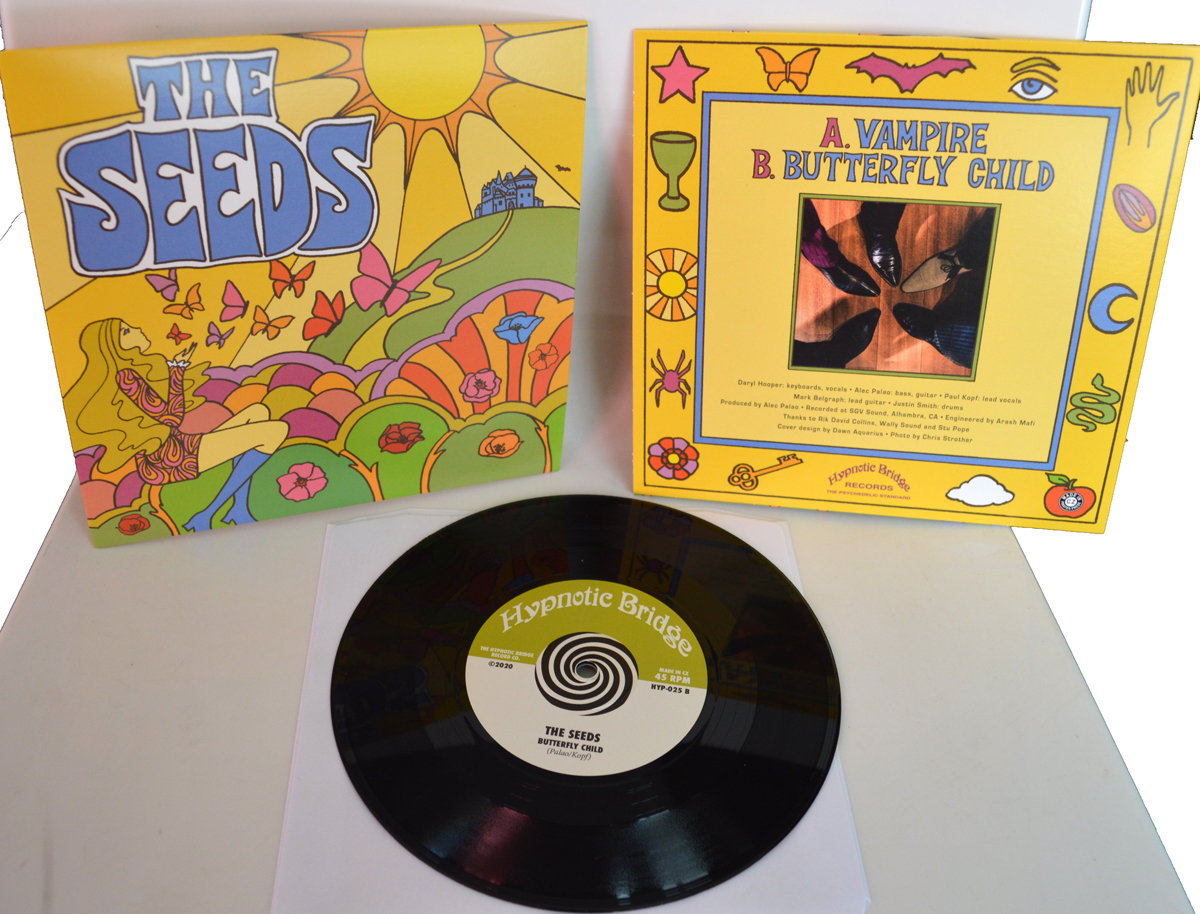 THE
SEEDS
A. VAMPIRE
B. BUTTERFLY CHILD
Daryl Hooper: keyboards, vocals • Alec Palao: bass, guitar • Paul Kopf: lead vocals
Mark Belgraph: lead guitar • Justin Smith: drums
Produced by Alec Palao • Recorded at SGV Sound, Alhambra, CA • Engineered by Arash Mafi
Thanks to Rik David Collins, Wally Sound and Stu Pope
Cover design by Dawn Aquarius • Photo by Chris Strother
Hypnotic Bridge
RECORDS
THE PSYCHEDELIC STANDARD
Hypnotic Bridge
THE HYPNOTIC BRIDGE
RECORD CO.
©2020
MADE IN CZ
45 RPM
HYP-025 B
THE SEEDS
BUTTERFLY CHILD
(Palao/Kopf)